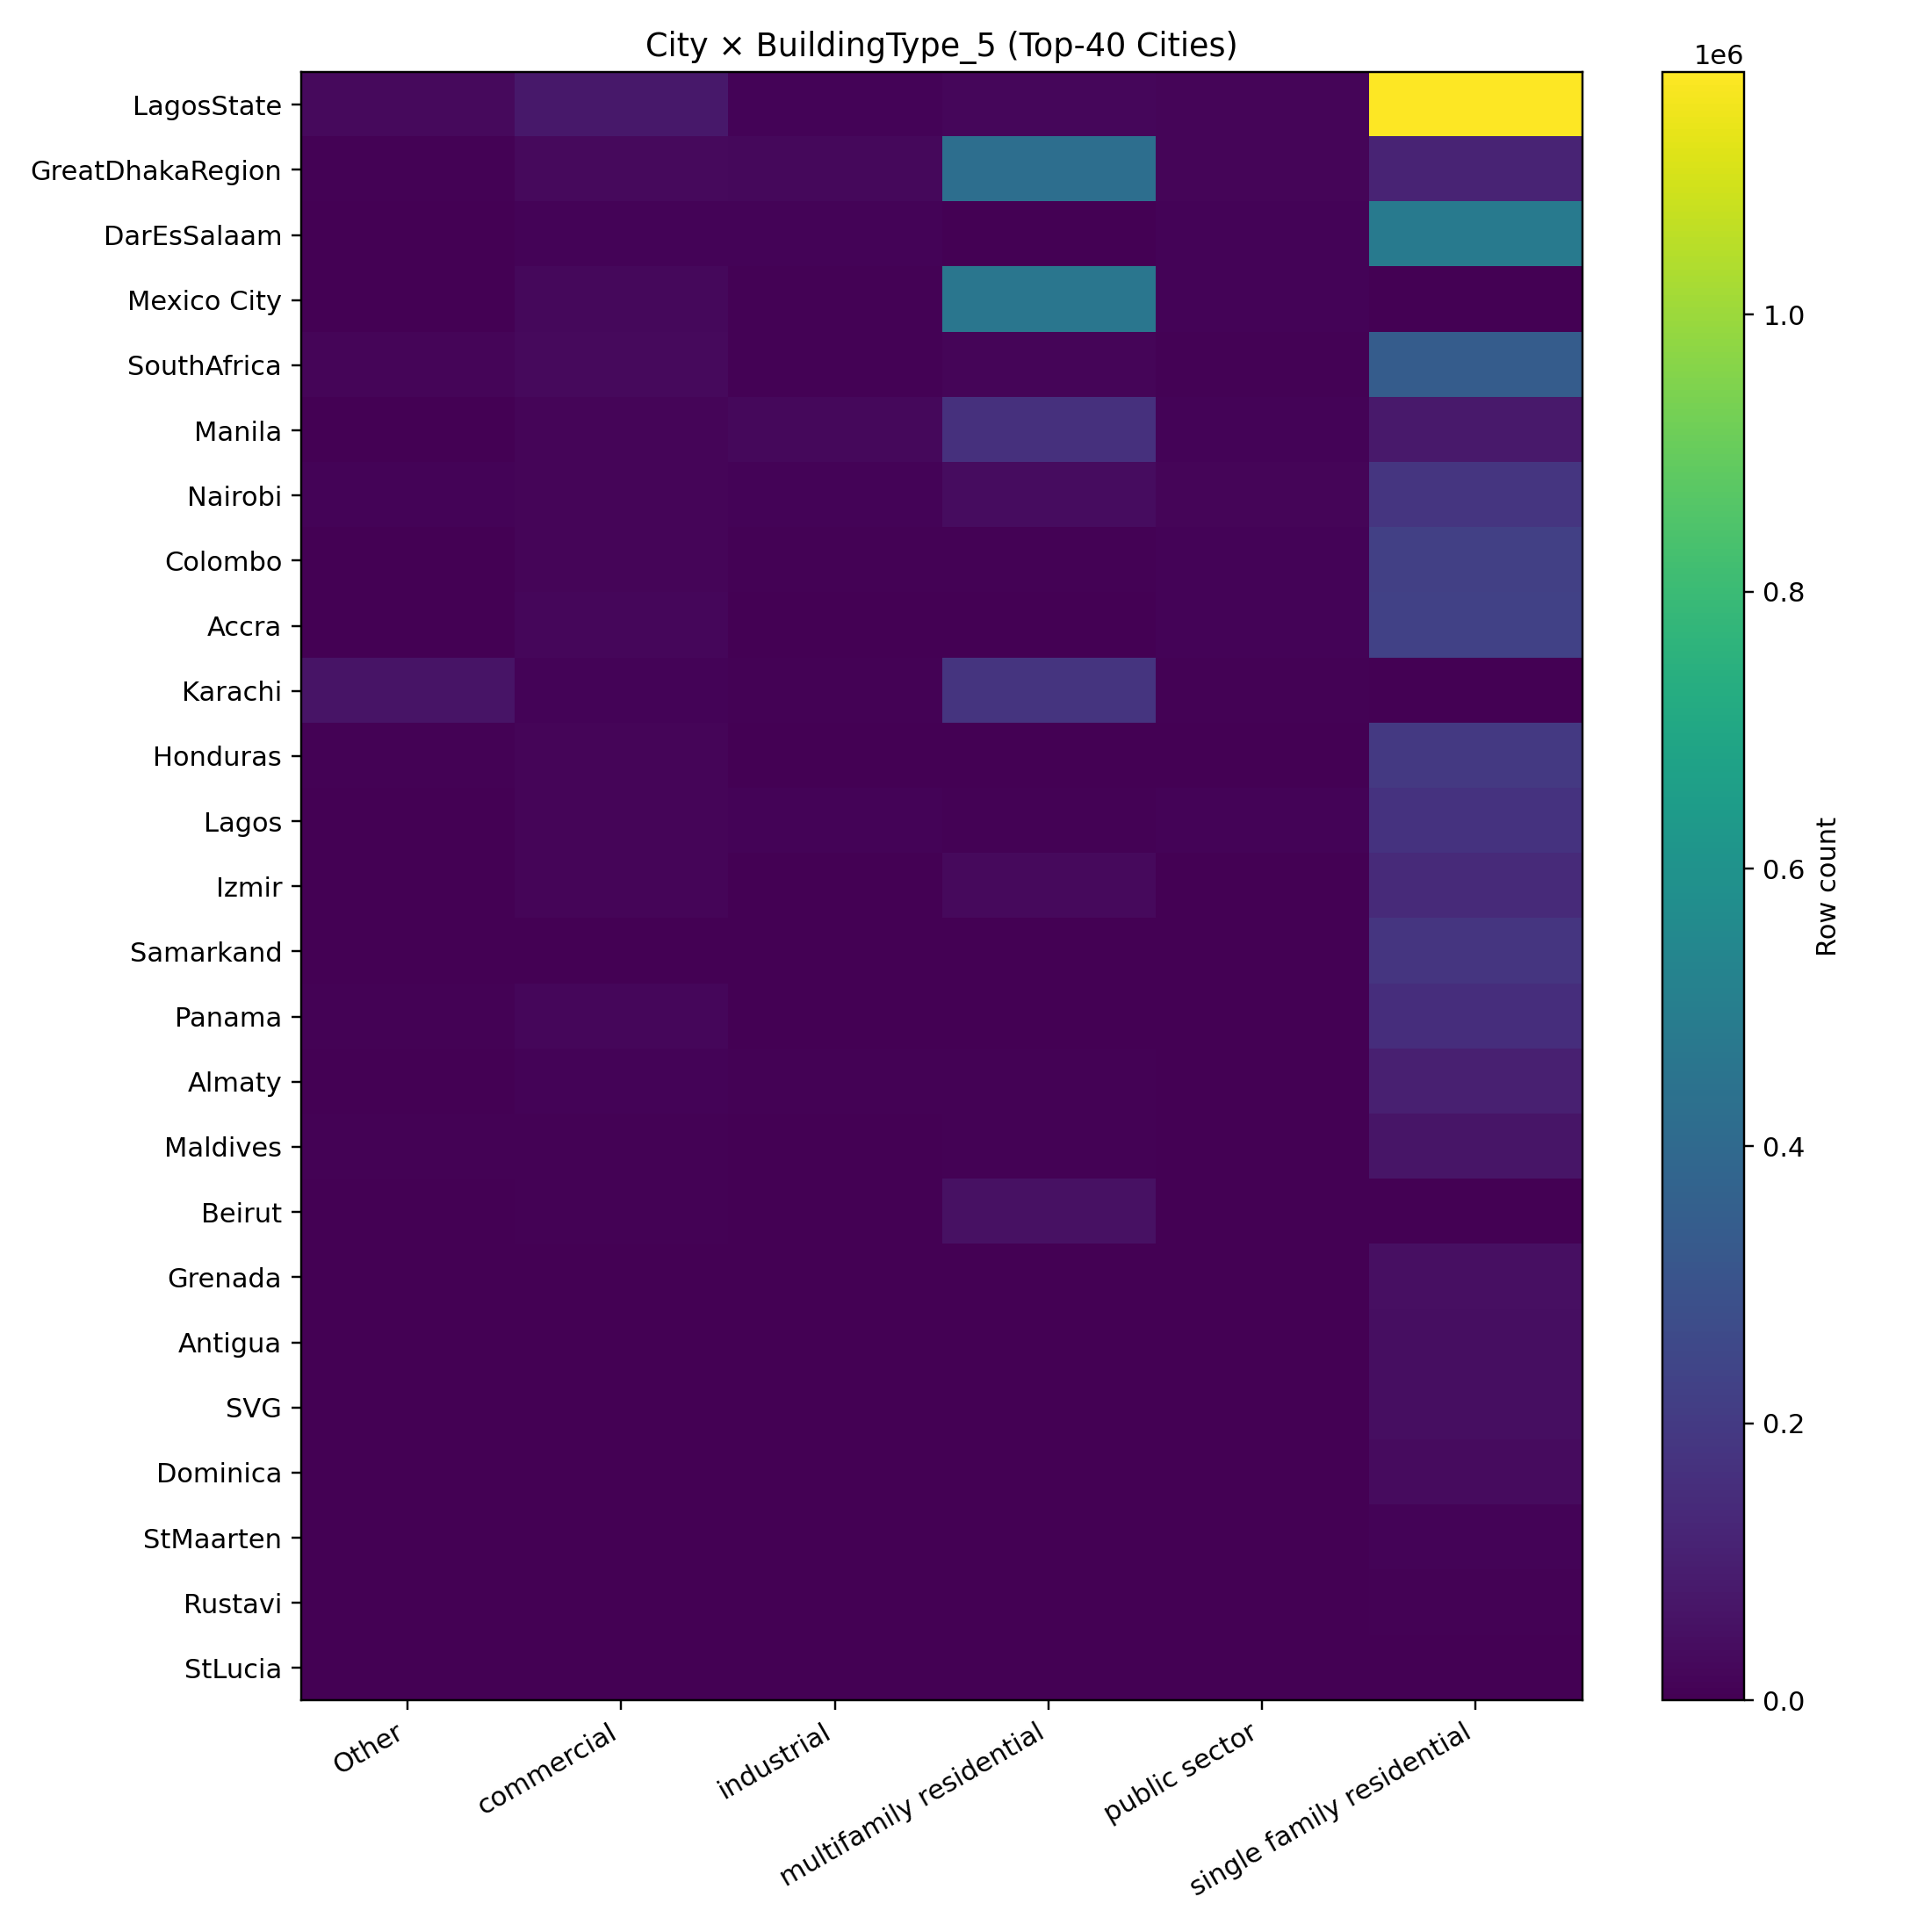 City × BuildingType_5 (Top-40 Cities)
1e6
LagosState
GreatDhakaRegion
DarEsSalaam
Mexico City
SouthAfrica
Manila
Nairobi
Colombo
Accra
Karachi
Honduras
Lagos
Izmir
Samarkand
Panama
Almaty
Maldives
Beirut
Grenada
Antigua
SVG
Dominica
StMaarten
Rustavi
StLucia
Other
commercial
industrial
multifamily residential
public sector
single family residential
1.0
0.8
0.6
0.4
0.2
0.0
Row count